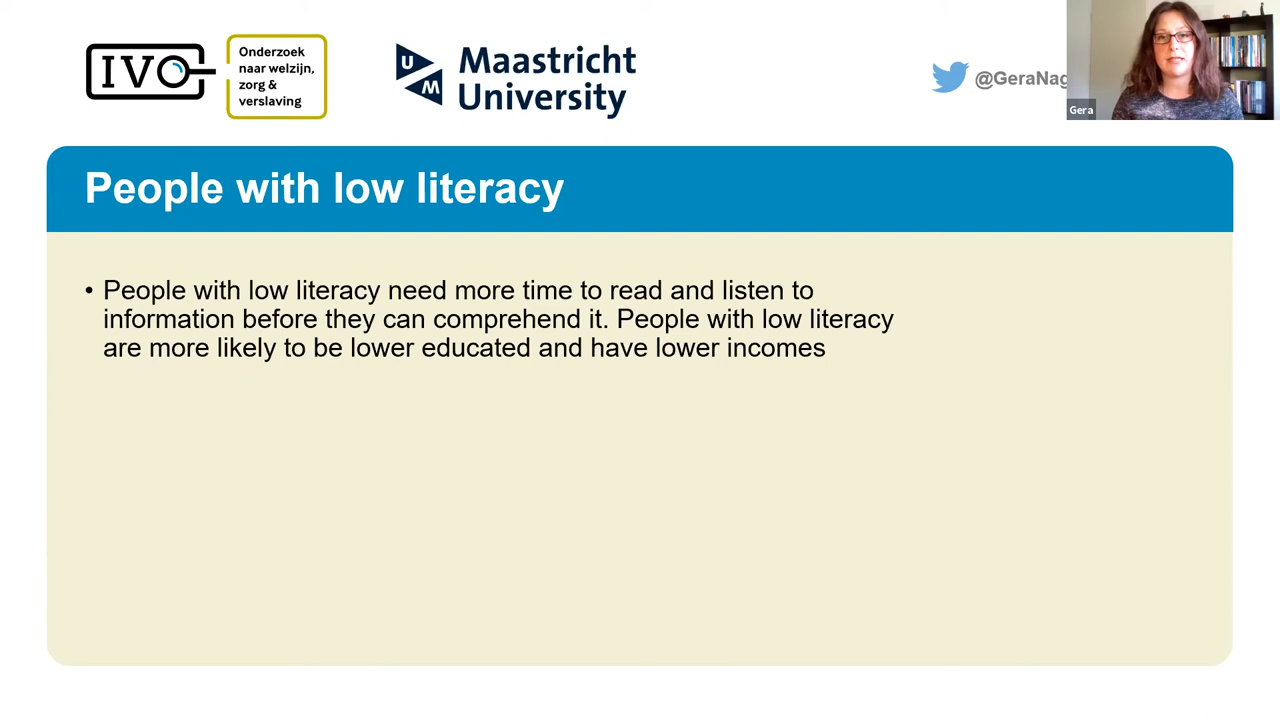 IVO
Onderzoek
naar welzijn,
zorg &
verslaving
UM
Maastricht
University
@GeraNag
Gera
People with low literacy
• People with low literacy need more time to read and listen to
information before they can comprehend it. People with low literacy
are more likely to be lower educated and have lower incomes